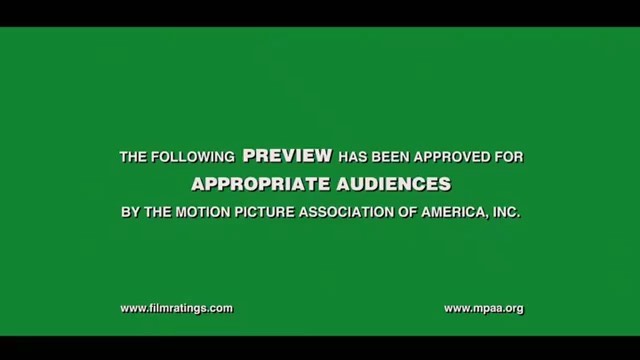 THE FOLLOWING PREVIEW HAS BEEN APPROVED FOR
APPROPRIATE AUDIENCES
BY THE MOTION PICTURE ASSOCIATION OF AMERICA, INC.
www.filmratings.com www.mpaa.org